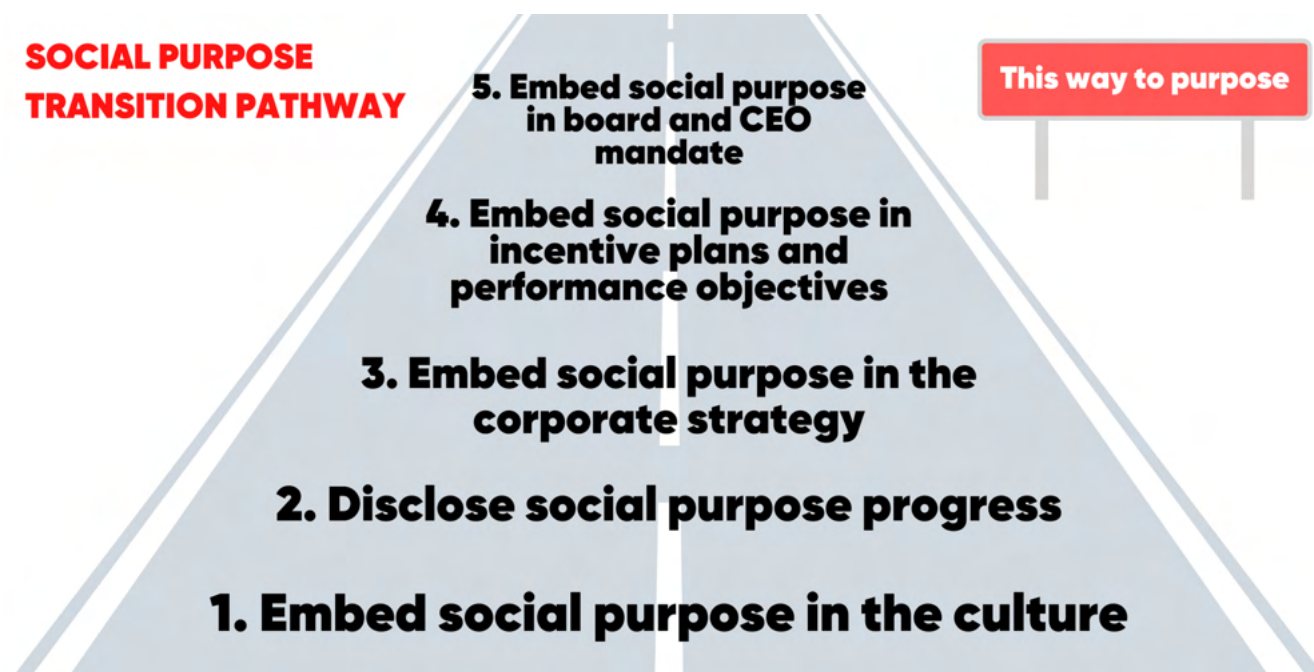 SOCIAL PURPOSE
TRANSITION PATHWAY
This way to purpose
5. Embed social purpose
in board and CEO
mandate
4. Embed social purpose in
incentive plans and
performance objectives
3. Embed social purpose in the
corporate strategy
2. Disclose social purpose progress
1. Embed social purpose in the culture